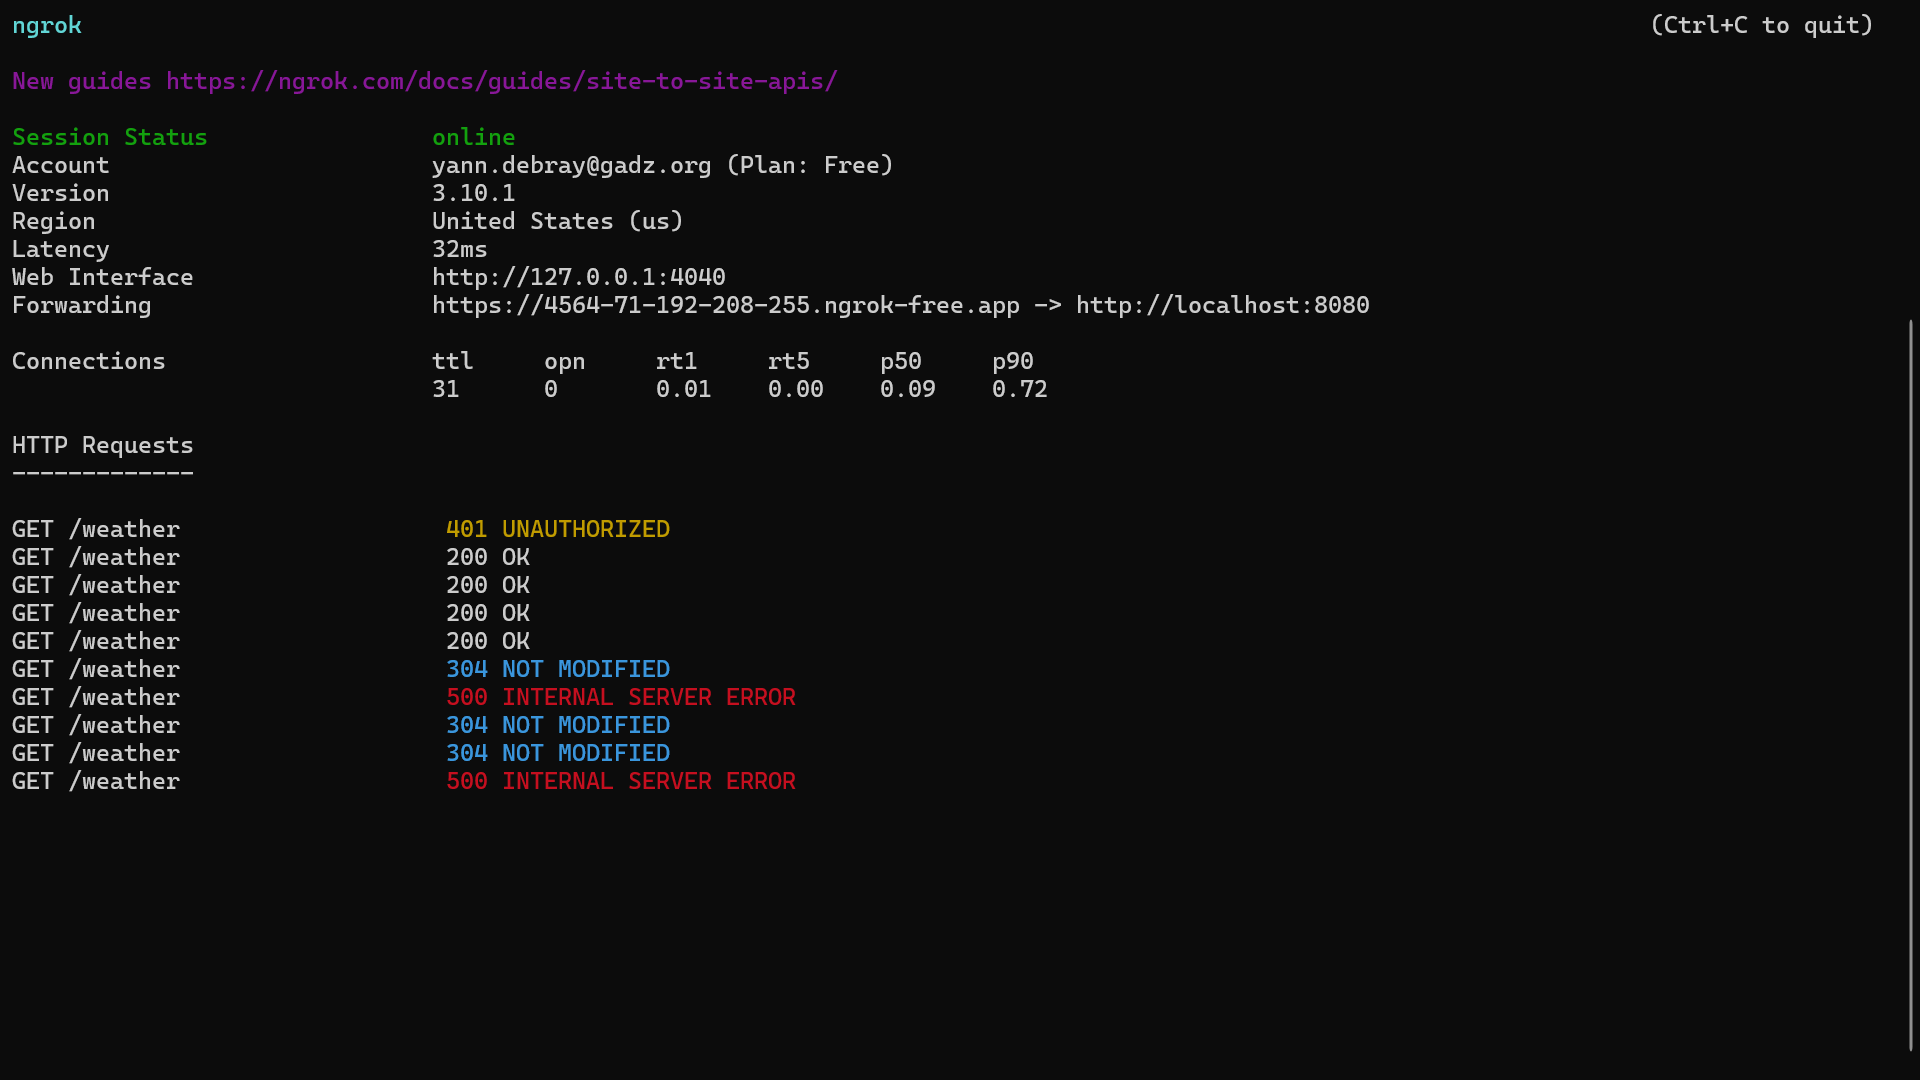 ngrok (Ctrl+C to quit)
New guides https://ngrok.com/docs/guides/site-to-site-apis/
Session Status online
Account yann.debray@gadz.org (Plan: Free)
Version 3.10.1
Region United States (us)
Latency 32ms
Web Interface http://127.0.0.1:4040
Forwarding https://4564-71-192-208-255.ngrok-free.app -> http://localhost:8080
Connections ttl opn rt1 rt5 p50 p90
31 0 0.01 0.00 0.09 0.72
HTTP Requests
-------------
GET /weather 401 UNAUTHORIZED
GET /weather 200 OK
GET /weather 200 OK
GET /weather 200 OK
GET /weather 200 OK
GET /weather 304 NOT MODIFIED
GET /weather 500 INTERNAL SERVER ERROR
GET /weather 304 NOT MODIFIED
GET /weather 304 NOT MODIFIED
GET /weather 500 INTERNAL SERVER ERROR